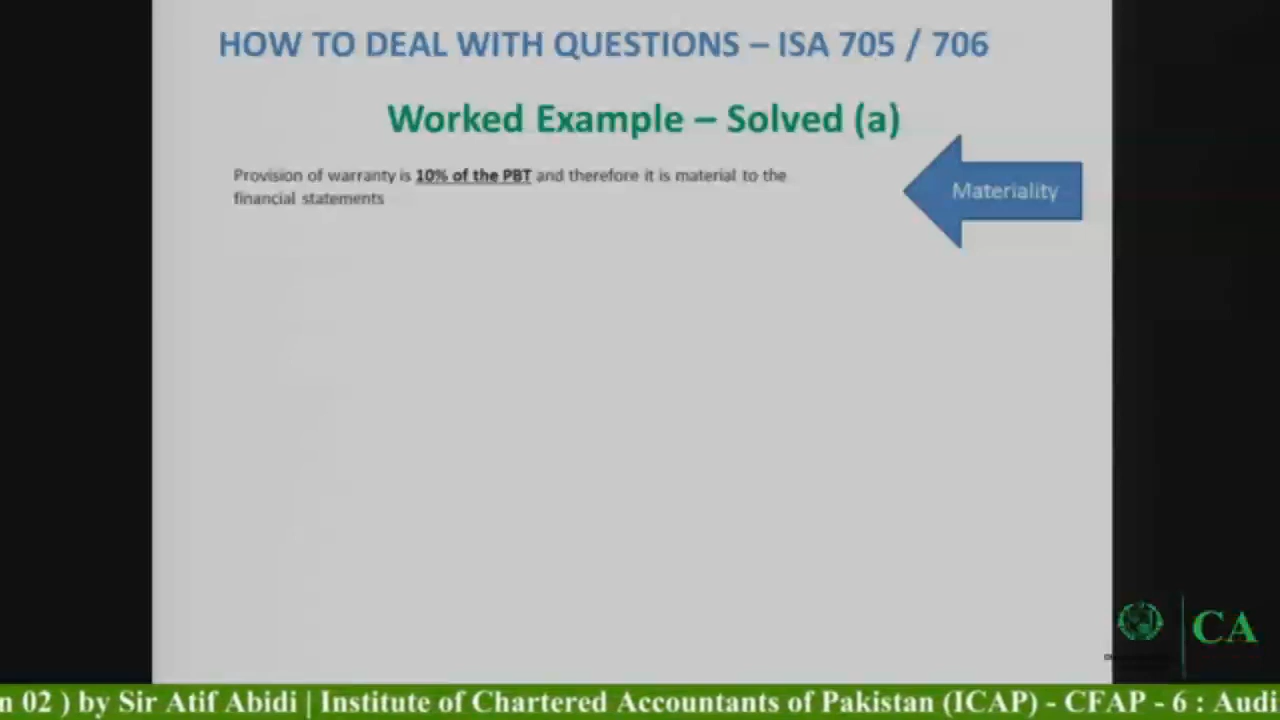 HOW TO DEAL WITH QUESTIONS – ISA 705 / 706
Worked Example – Solved (a)
Provision of warranty is 10% of the PBT and therefore it is material to the
financial statements
Materiality
CA
n 02 ) by Sir Atif Abidi | Institute of Chartered Accountants of Pakistan (ICAP) - CFAP - 6 : Audi